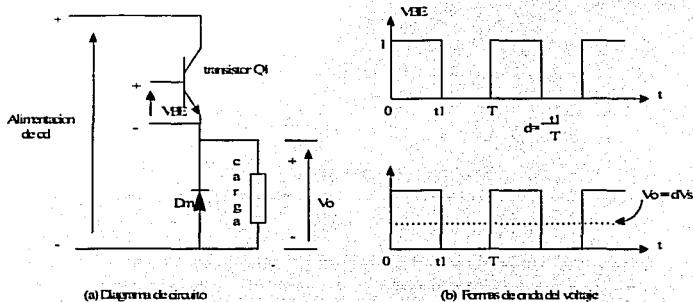 +
transistor Q1
+
VBE
-
Alimentacion
de cd
Dm
carga
+
Vo
-
-
(a) Diagrama de circuito
VBE
1
0
t1
T
t
d= t1
T
Vo = dVs
0
t1
T
t
(b) Formas de onda del voltaje